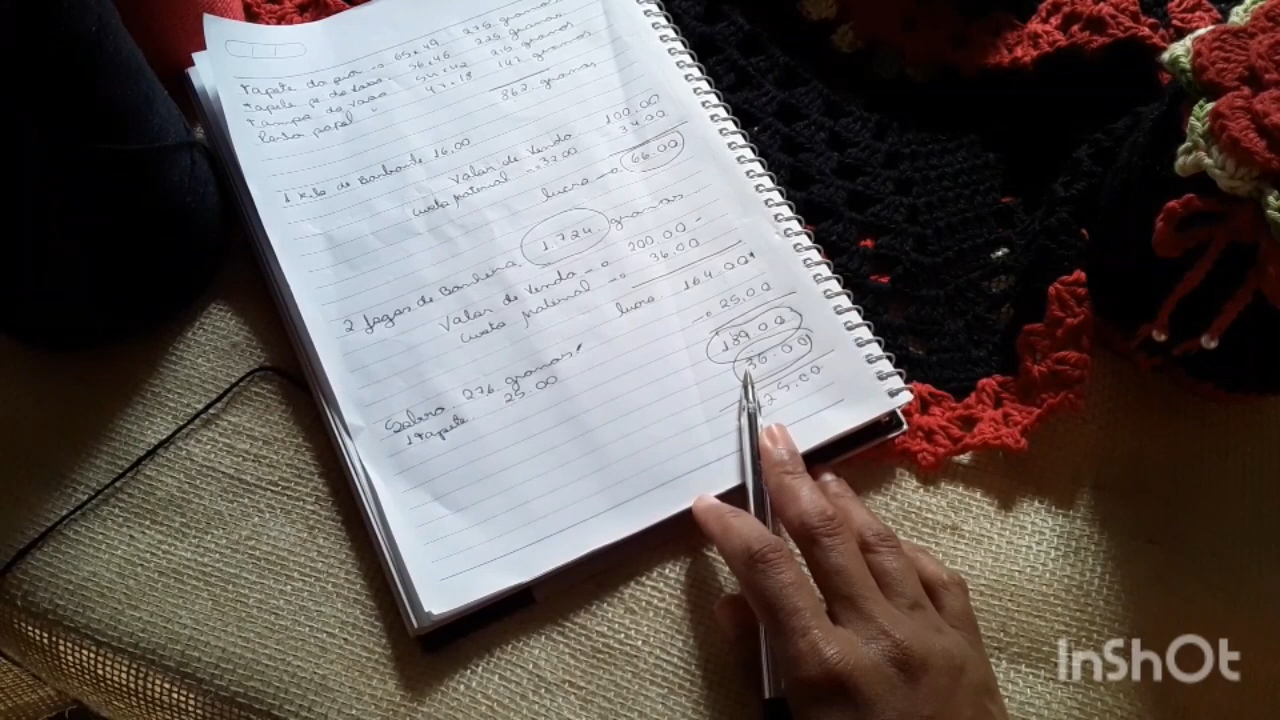 tapete da pia → 65x49 275 gramas
tapete pé do vaso. 56x46 225 gramas
tampa do vaso 54x42 215 gramas
Porta papel → 47x18 147 gramas
862 gramas
1 Kilo de Barbante 16.00
Valor de Venda 100.00
custo material → 32.00 34.00
lucro → 66.00
2 jogos de Banheiro 1.724 gramas
Valor de Venda → 200.00
custo material → 36.00
lucro. 164.00+
→ 25.00
189.00
36.00
25.00
Sobra 276 gramas
1 tapete 25.00
InShOt